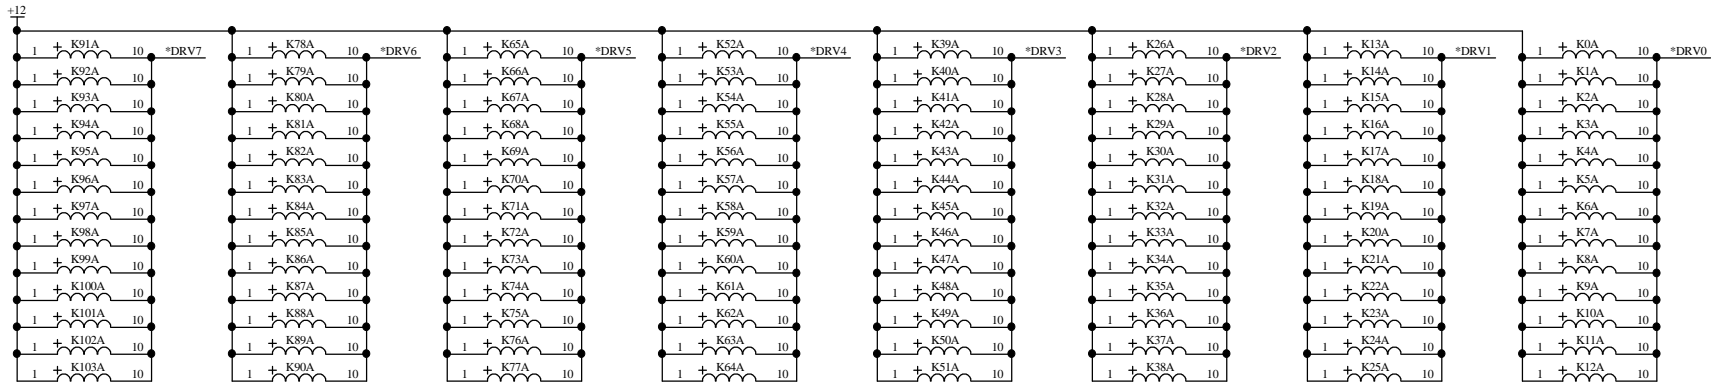 +12
1 + K91A 10 *DRV7 1 + K78A 10 *DRV6 1 + K65A 10 *DRV5 1 + K52A 10 *DRV4 1 + K39A 10 *DRV3 1 + K26A 10 *DRV2 1 + K13A 10 *DRV1 1 + K0A 10 *DRV0
1 + K92A 10 1 + K79A 10 1 + K66A 10 1 + K53A 10 1 + K40A 10 1 + K27A 10 1 + K14A 10 1 + K1A 10
1 + K93A 10 1 + K80A 10 1 + K67A 10 1 + K54A 10 1 + K41A 10 1 + K28A 10 1 + K15A 10 1 + K2A 10
1 + K94A 10 1 + K81A 10 1 + K68A 10 1 + K55A 10 1 + K42A 10 1 + K29A 10 1 + K16A 10 1 + K3A 10
1 + K95A 10 1 + K82A 10 1 + K69A 10 1 + K56A 10 1 + K43A 10 1 + K30A 10 1 + K17A 10 1 + K4A 10
1 + K96A 10 1 + K83A 10 1 + K70A 10 1 + K57A 10 1 + K44A 10 1 + K31A 10 1 + K18A 10 1 + K5A 10
1 + K97A 10 1 + K84A 10 1 + K71A 10 1 + K58A 10 1 + K45A 10 1 + K32A 10 1 + K19A 10 1 + K6A 10
1 + K98A 10 1 + K85A 10 1 + K72A 10 1 + K59A 10 1 + K46A 10 1 + K33A 10 1 + K20A 10 1 + K7A 10
1 + K99A 10 1 + K86A 10 1 + K73A 10 1 + K60A 10 1 + K47A 10 1 + K34A 10 1 + K21A 10 1 + K8A 10
1 + K100A 10 1 + K87A 10 1 + K74A 10 1 + K61A 10 1 + K48A 10 1 + K35A 10 1 + K22A 10 1 + K9A 10
1 + K101A 10 1 + K88A 10 1 + K75A 10 1 + K62A 10 1 + K49A 10 1 + K36A 10 1 + K23A 10 1 + K10A 10
1 + K102A 10 1 + K89A 10 1 + K76A 10 1 + K63A 10 1 + K50A 10 1 + K37A 10 1 + K24A 10 1 + K11A 10
1 + K103A 10 1 + K90A 10 1 + K77A 10 1 + K64A 10 1 + K51A 10 1 + K38A 10 1 + K25A 10 1 + K12A 10